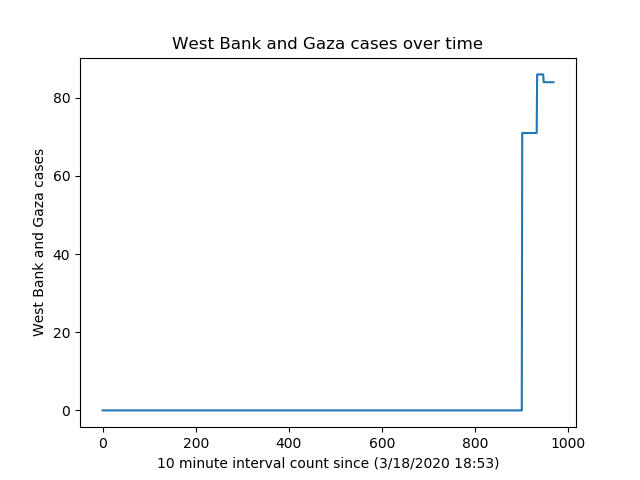 West Bank and Gaza cases over time
West Bank and Gaza cases
80
60
40
20
0
0 200 400 600 800 1000
10 minute interval count since (3/18/2020 18:53)